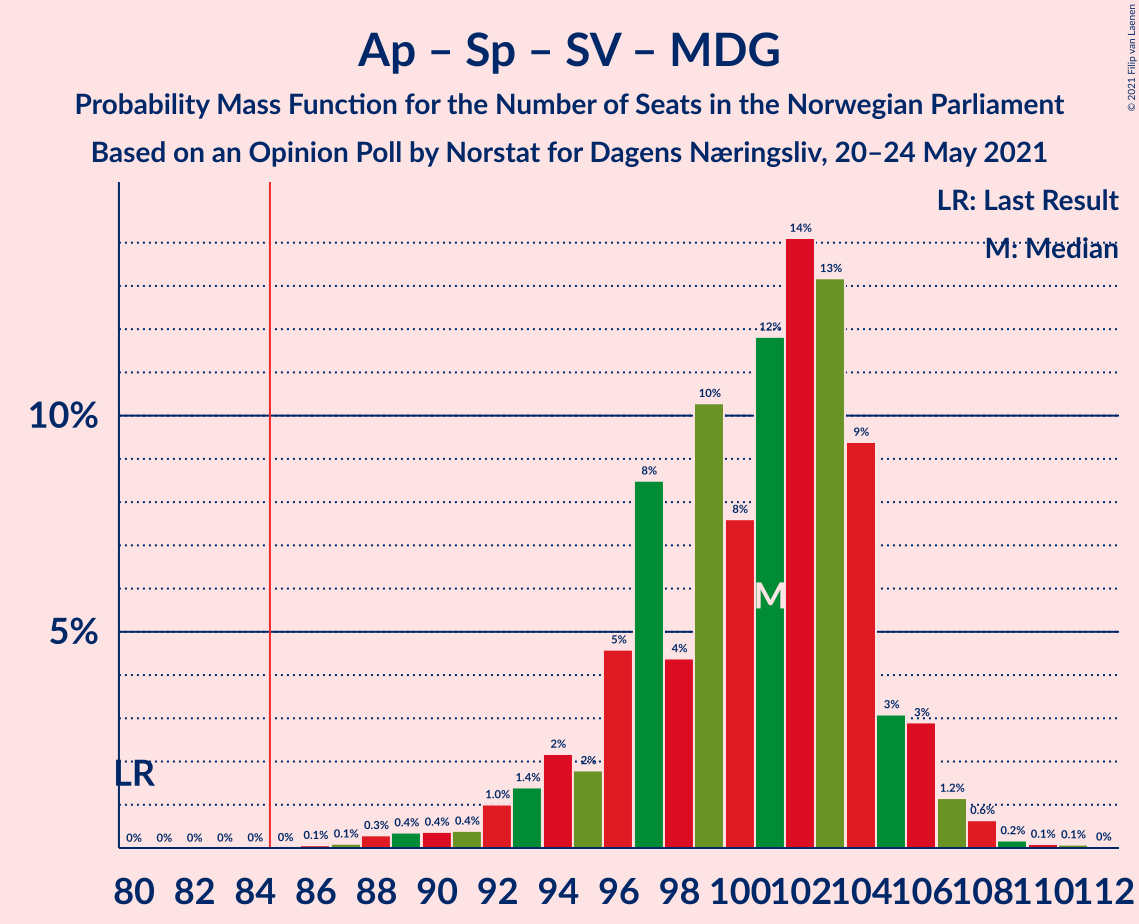 Ap – Sp – SV – MDG
Probability Mass Function for the Number of Seats in the Norwegian Parliament
Based on an Opinion Poll by Norstat for Dagens Næringsliv, 20–24 May 2021
© 2021 Filip van Laenen
LR: Last Result
M: Median
10%
5%
LR
M
0% 0% 0% 0% 0% 0% 0.1% 0.1% 0.3% 0.4% 0.4% 0.4% 1.0% 1.4% 2% 2% 5% 8% 4% 10% 8% 12% 14% 13% 9% 3% 3% 1.2% 0.6% 0.2% 0.1% 0.1% 0%
80 82 84 86 88 90 92 94 96 98 100 102 104 106 108 110 112